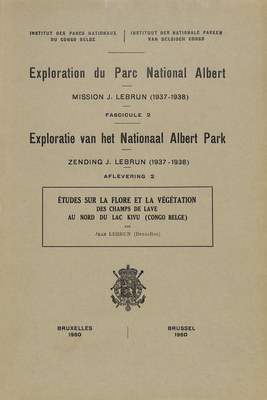 INSTITUT DES PARCS NATIONAUX
DU CONGO BELGE
INSTITUUT DER NATIONALE PARKEN
VAN BELGISCH CONGO
Exploration du Parc National Albert
MISSION J. LEBRUN (1937-1938)
FASCICULE 2
Exploratie van het Nationaal Albert Park
ZENDING J. LEBRUN (1937-1938)
AFLEVERING 2
ÉTUDES SUR LA FLORE ET LA VÉGÉTATION
DES CHAMPS DE LAVE
AU NORD DU LAC KIVU (CONGO BELGE)
PAR
JEAN LEBRUN (Bruxelles)
BRUXELLES
1960
BRUSSEL
1960